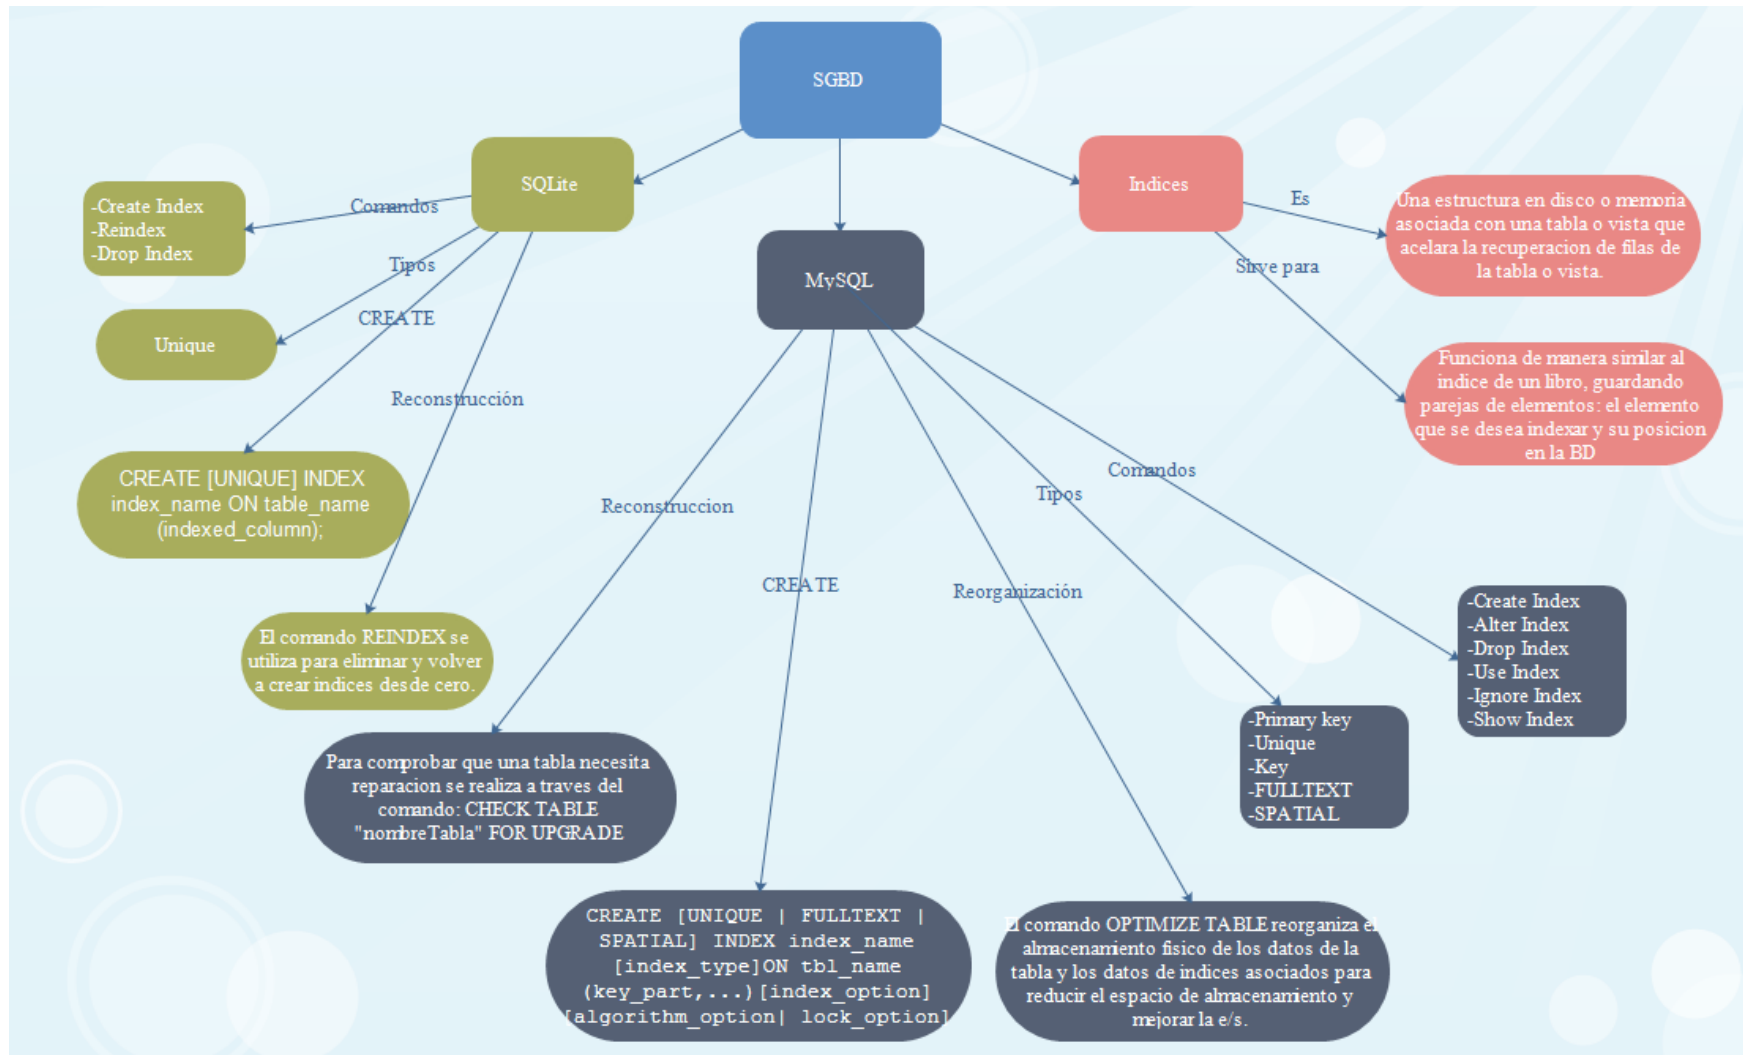 SGBD
SQLite
Indices
MySQL
Comandos
-Create Index
-Reindex
-Drop Index
Tipos
Unique
CREATE
CREATE [UNIQUE] INDEX
index_name ON table_name
(indexed_column);
Reconstrucción
El comando REINDEX se
utiliza para eliminar y volver
a crear indices desde cero.
Reconstruccion
Para comprobar que una tabla necesita
reparacion se realiza a traves del
comando: CHECK TABLE
"nombreTabla" FOR UPGRADE
CREATE
CREATE [UNIQUE | FULLTEXT |
SPATIAL] INDEX index_name
[index_type]ON tbl_name
(key_part,...)[index_option]
[algorithm_option| lock_option]
Reorganización
El comando OPTIMIZE TABLE reorganiza el
almacenamiento fisico de los datos de la
tabla y los datos de indices asociados para
reducir el espacio de almacenamiento y
mejorar la e/s.
Tipos
-Primary key
-Unique
-Key
-FULLTEXT
-SPATIAL
Comandos
-Create Index
-Alter Index
-Drop Index
-Use Index
-Ignore Index
-Show Index
Es
Una estructura en disco o memoria
asociada con una tabla o vista que
acelara la recuperacion de filas de
la tabla o vista.
Sirve para
Funciona de manera similar al
indice de un libro, guardando
parejas de elementos: el elemento
que se desea indexar y su posicion
en la BD